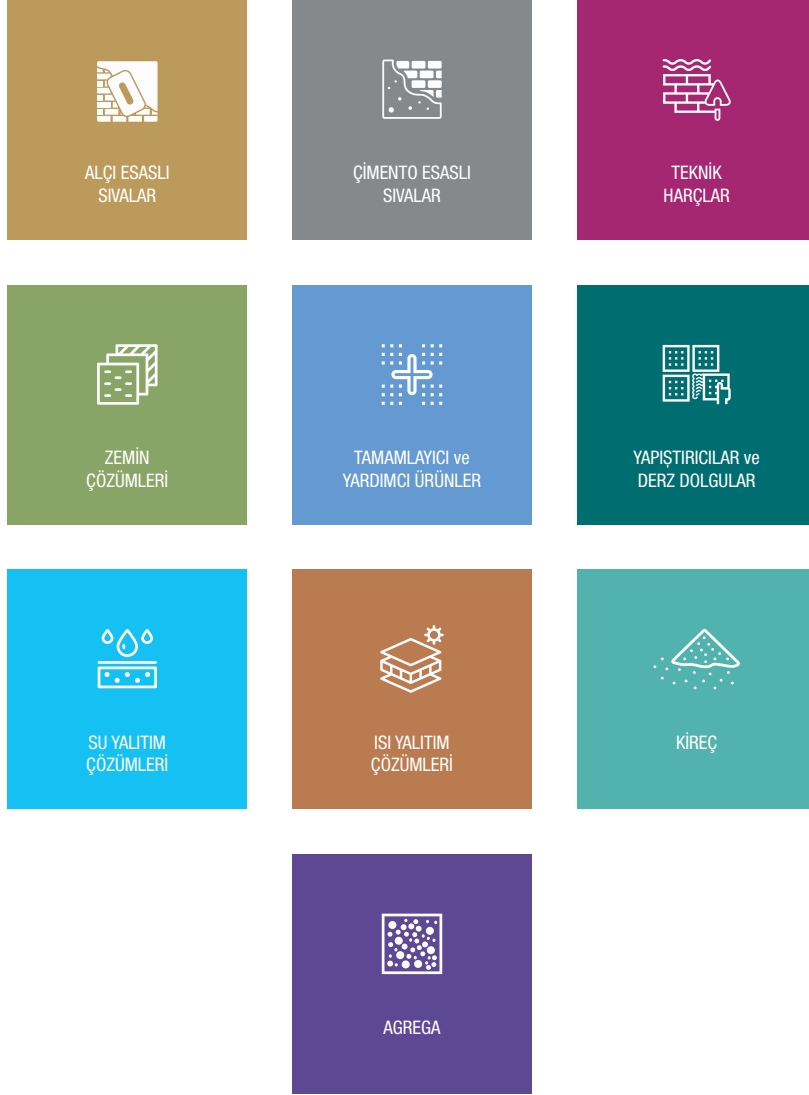 ALÇI ESASLI
SIVALAR
ÇİMENTO ESASLI
SIVALAR
TEKNİK
HARÇLAR
ZEMİN
ÇÖZÜMLERİ
TAMAMLAYICI ve
YARDIMCI ÜRÜNLER
YAPIŞTIRICILAR ve
DERZ DOLGULAR
SU YALITIM
ÇÖZÜMLERİ
ISI YALITIM
ÇÖZÜMLERİ
KİREÇ
AGREGA